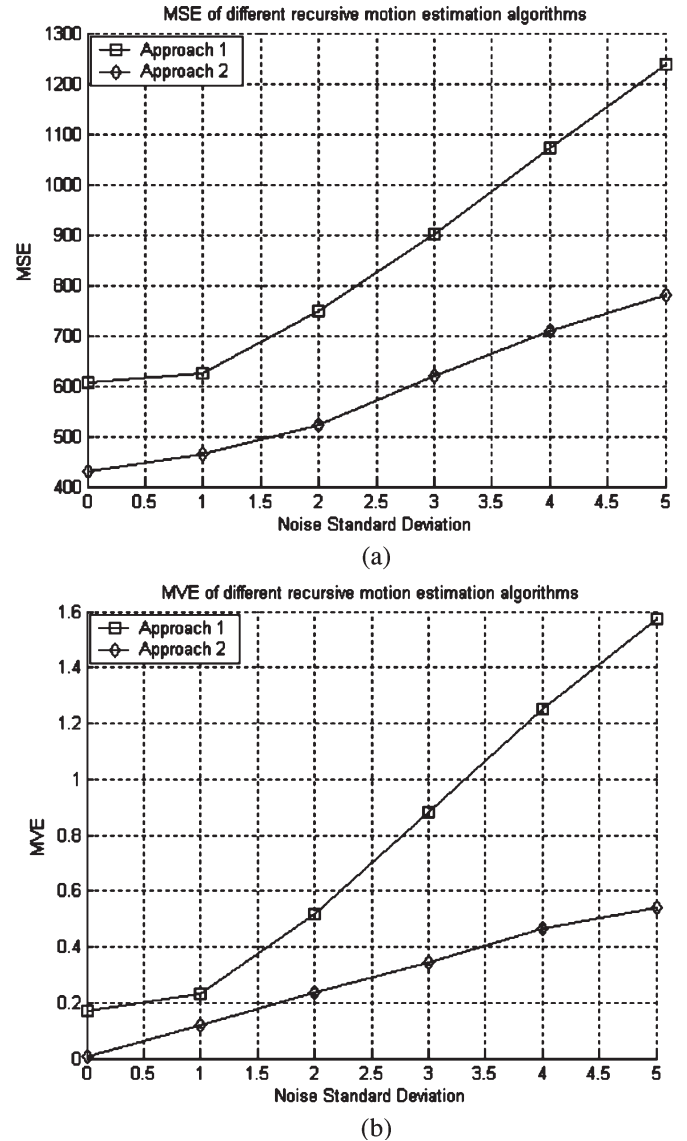 MSE of different recursive motion estimation algorithms
1300
Approach 1
Approach 2
1200
1100
1000
900
800
700
600
500
400
MSE
0 0.5 1 1.5 2 2.5 3 3.5 4 4.5 5
Noise Standard Deviation
(a)
MVE of different recursive motion estimation algorithms
1.6
Approach 1
Approach 2
1.4
1.2
1
0.8
0.6
0.4
0.2
0
MVE
0 0.5 1 1.5 2 2.5 3 3.5 4 4.5 5
Noise Standard Deviation
(b)